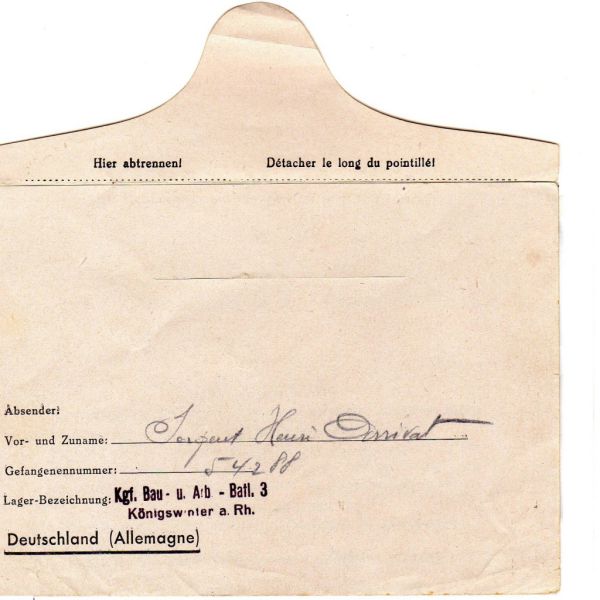 Hier abtrennen! Détacher le long du pointillé!
Absender:
Vor- und Zuname: Sergent Henri Arrivat
Gefangenennummer: 54288
Lager-Bezeichnung: Kgf. Bau - u. Arb - Batl. 3
Königswinter a. Rh.
Deutschland (Allemagne)